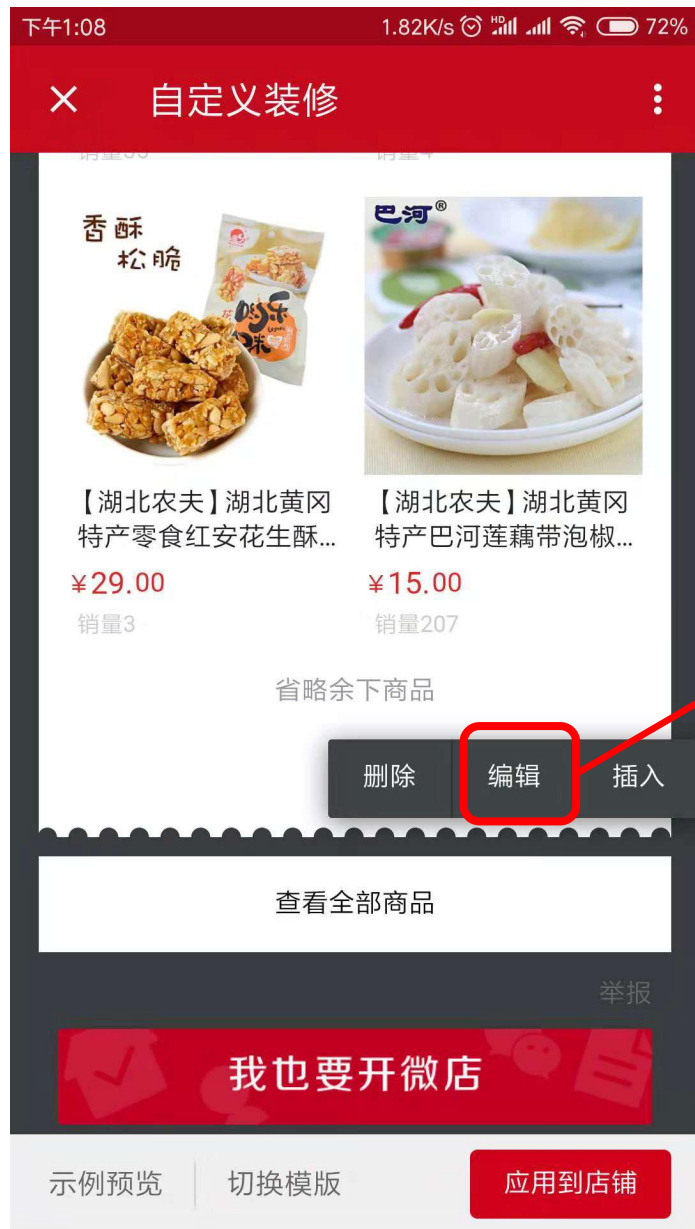 下午1:08 1.82K/s HD 72%
自定义装修
香酥
松脆
巴河®
【湖北农夫】湖北黄冈
特产零食红安花生酥...
¥29.00
销量3
【湖北农夫】湖北黄冈
特产巴河莲藕带泡椒...
¥15.00
销量207
省略余下商品
删除 编辑 插入
查看全部商品
举报
我也要开微店
示例预览 切换模版 应用到店铺